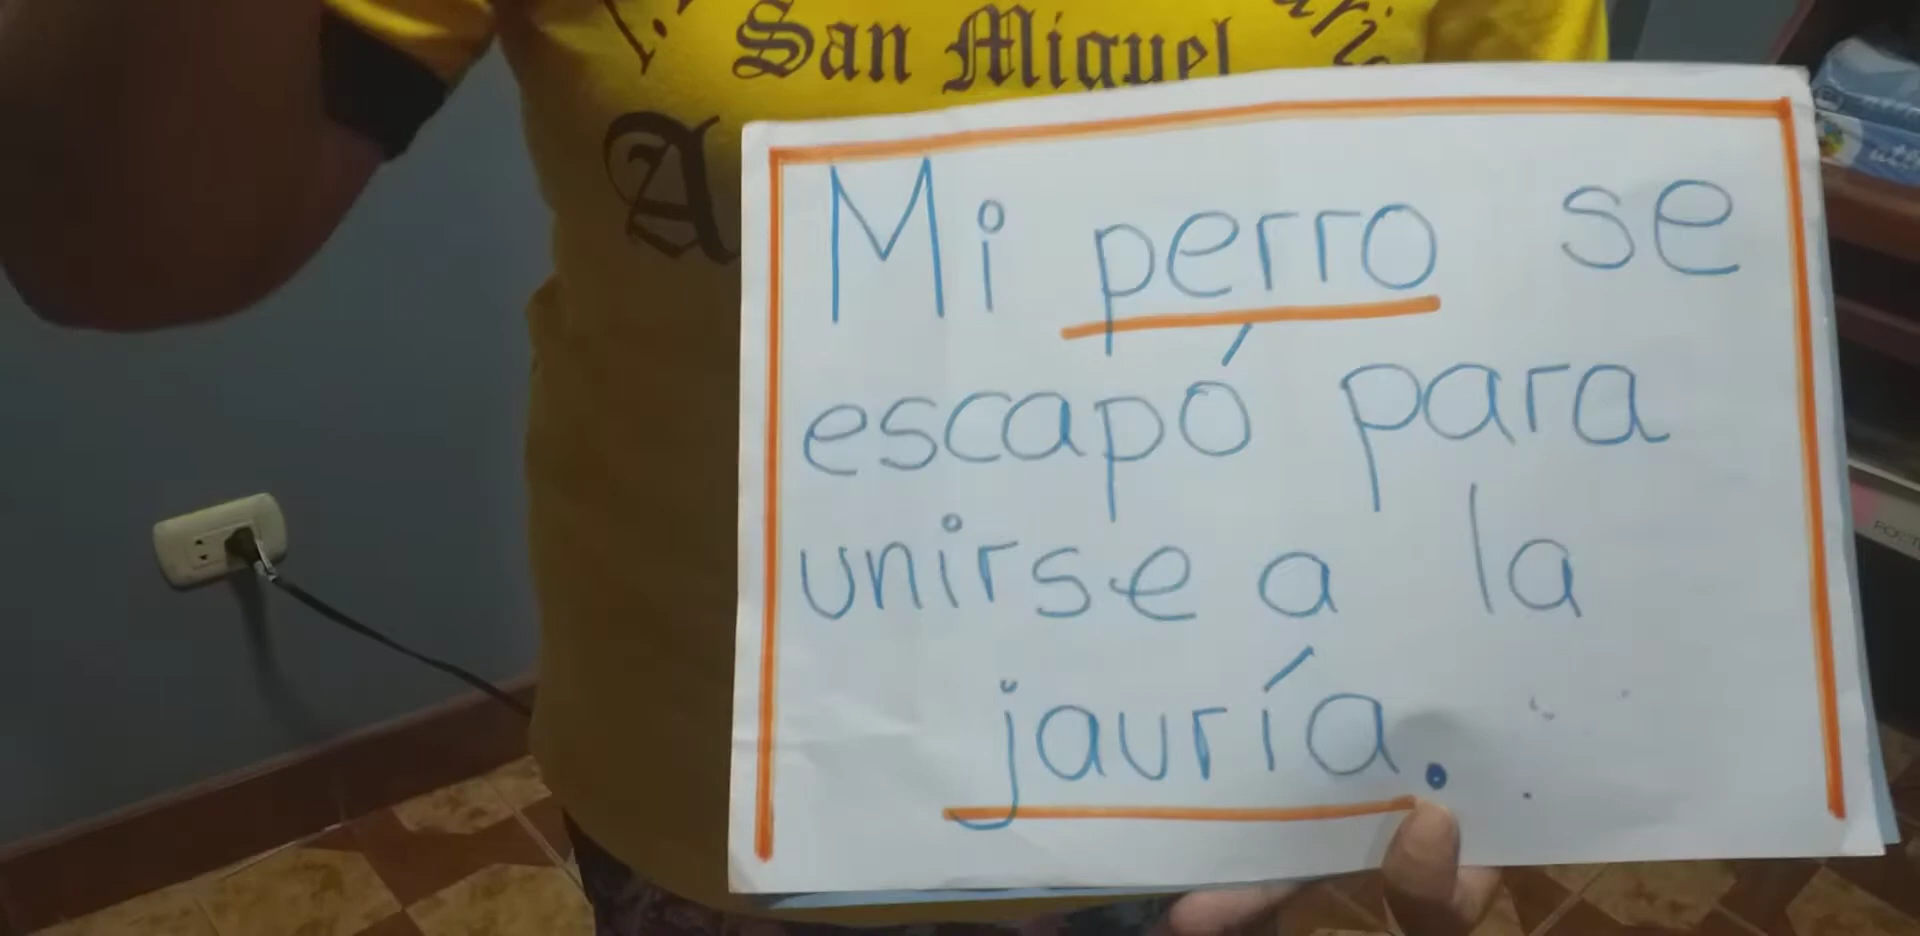 San Miguel
A
Mi perro se
escapó para
unirse a la
jauría.